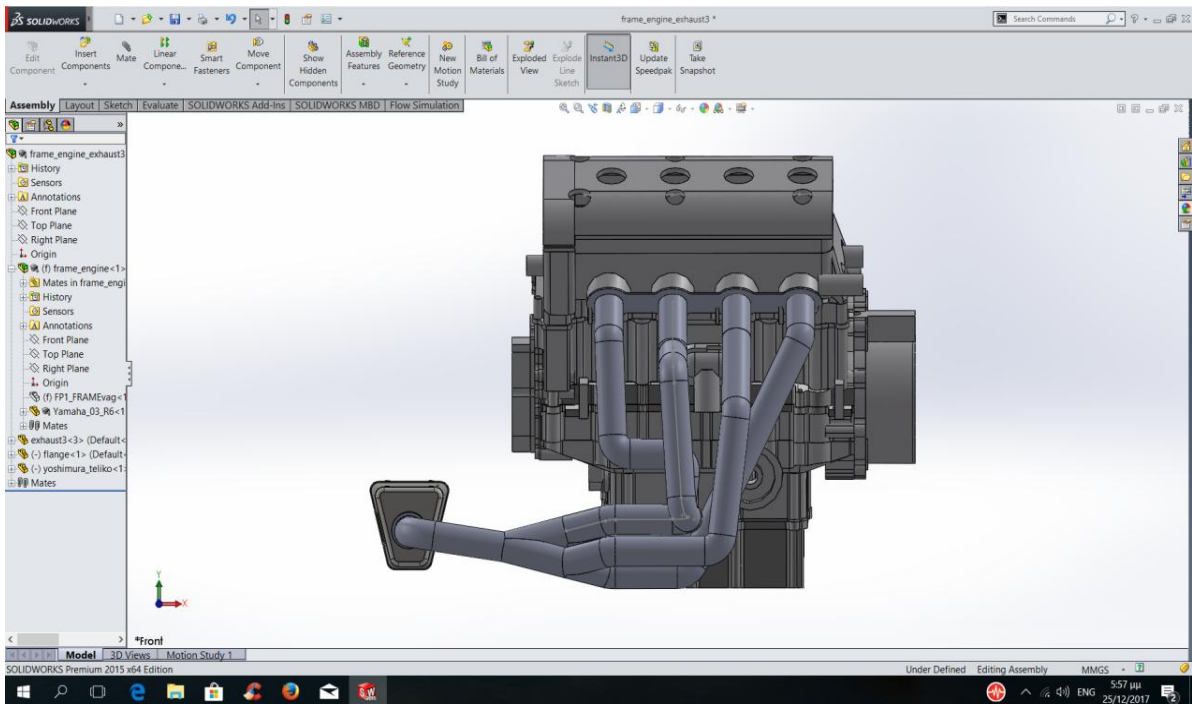 SOLIDWORKS
frame_engine_exhaust3 *
Search Commands
Edit Component
Insert Components
Mate
Linear Compone...
Smart Fasteners
Move Component
Show Hidden Components
Assembly Features
Reference Geometry
New Motion Study
Bill of Materials
Exploded View
Explode Line Sketch
Instant3D
Update Speedpak
Take Snapshot
Assembly Layout Sketch Evaluate SOLIDWORKS Add-Ins SOLIDWORKS MBD Flow Simulation
frame_engine_exhaust3
History
Sensors
Annotations
Front Plane
Top Plane
Right Plane
Origin
(f) frame_engine<1>
Mates in frame_engi
History
Sensors
Annotations
Front Plane
Top Plane
Right Plane
Origin
(f) FP1_FRAMEvag<1
Yamaha_03_R6<1
Mates
exhaust3<3> (Default<
(-) flange<1> (Default<
(-) yoshimura_teliko<1>
Mates
Y
X
*Front
Model 3D Views Motion Study 1
SOLIDWORKS Premium 2015 x64 Edition
Under Defined Editing Assembly MMGS
ENG
5:57 μμ
25/12/2017